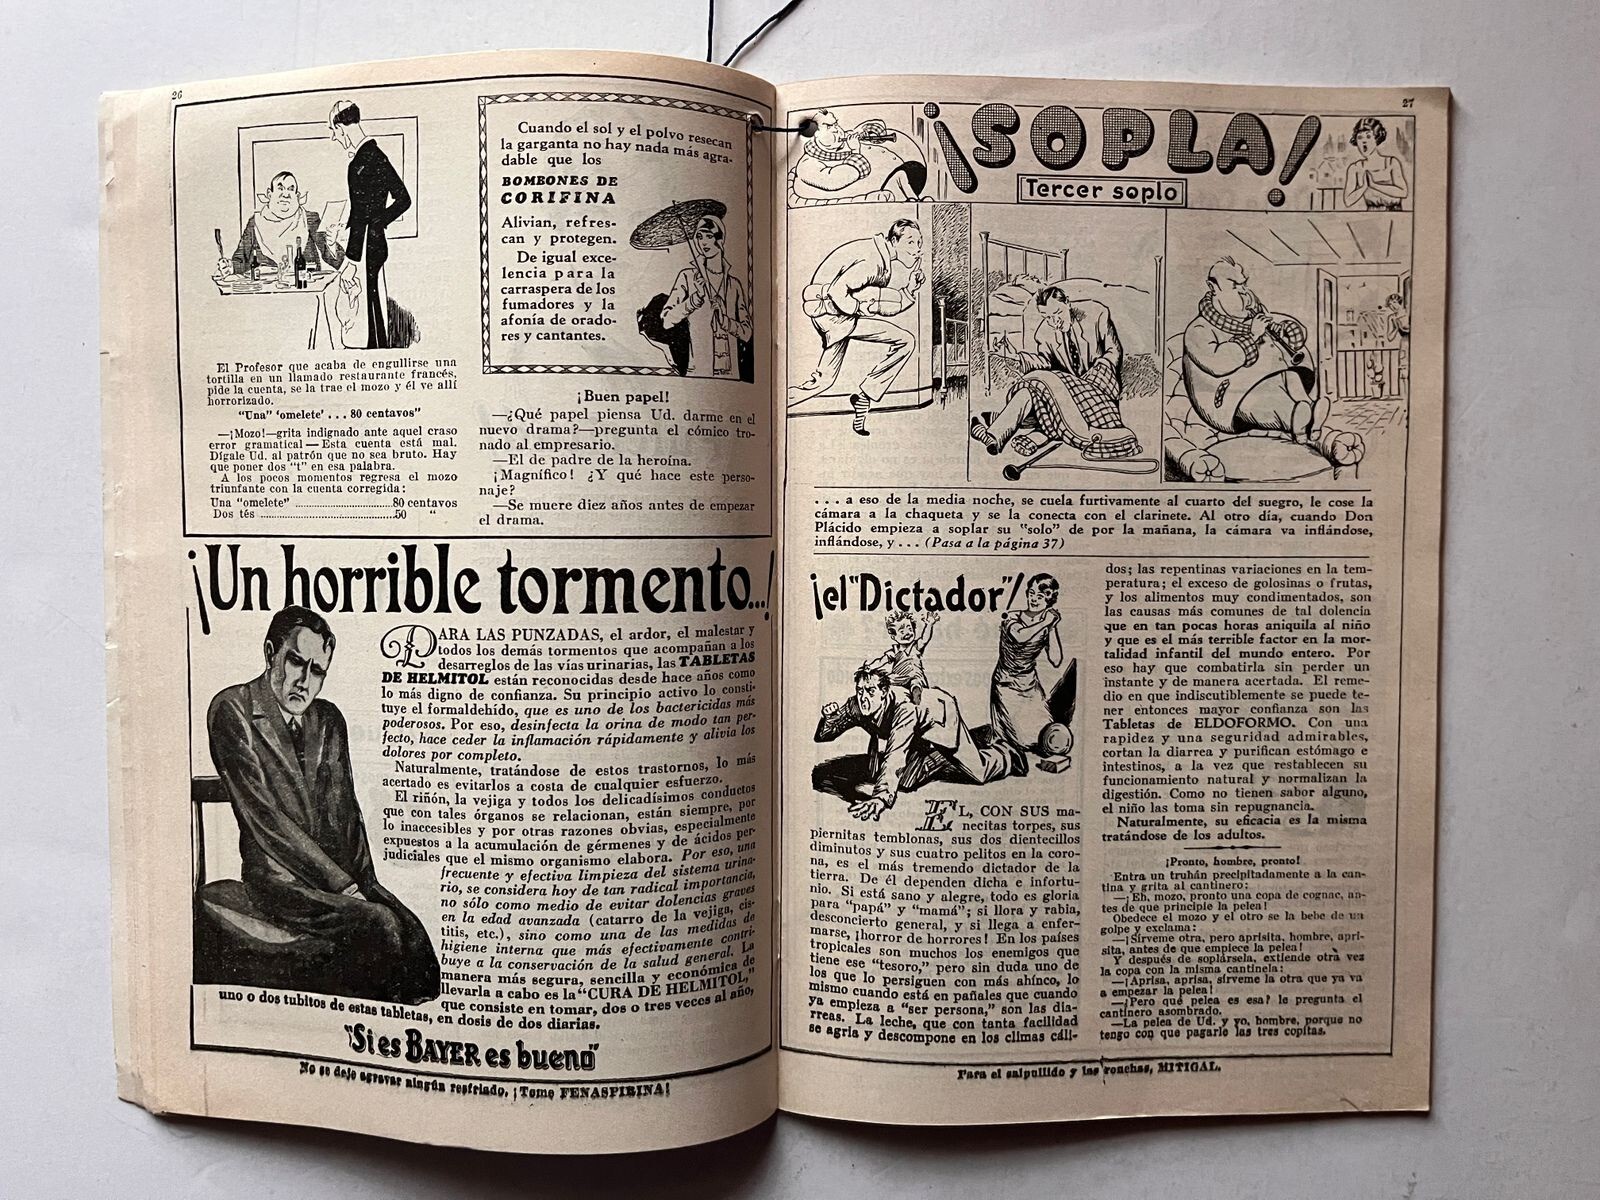 26
El Profesor que acaba de engullirse una
tortilla en un llamado restaurante francés,
pide la cuenta, se la trae el mozo y él ve allí
horrorizado.
"Una" 'omelete' . . . 80 centavos"
—¡Mozo!—grita indignado ante aquel craso
error gramatical — Esta cuenta está mal.
Dígale Ud. al patrón que no sea bruto. Hay
que poner dos "t" en esa palabra.
A los pocos momentos regresa el mozo
triunfante con la cuenta corregida:
Una "omelete" ........................80 centavos
Dos tés ........................................50 "
Cuando el sol y el polvo resecan
la garganta no hay nada más agra-
dable que los
BOMBONES DE
CORIFINA
Alivian, refres-
can y protegen.
De igual exce-
lencia para la
carraspera de los
fumadores y la
afonía de orado-
res y cantantes.
¡Buen papel!
—¿Qué papel piensa Ud. darme en el
nuevo drama?—pregunta el cómico tro-
nado al empresario.
—El de padre de la heroína.
¡Magnífico! ¿Y qué hace este perso-
naje?
—Se muere diez años antes de empezar
el drama.
¡Un horrible tormento...!
PARA LAS PUNZADAS, el ardor, el malestar y
todos los demás tormentos que acompañan a los
desarreglos de las vías urinarias, las TABLETAS
DE HELMITOL están reconocidas desde hace años como
lo más digno de confianza. Su principio activo lo consti-
tuye el formaldehído, que es uno de los bactericidas más
poderosos. Por eso, desinfecta la orina de modo tan per-
fecto, hace ceder la inflamación rápidamente y alivia los
dolores por completo.
Naturalmente, tratándose de estos trastornos, lo más
acertado es evitarlos a costa de cualquier esfuerzo.
El riñón, la vejiga y todos los delicadísimos conductos
que con tales órganos se relacionan, están siempre, por
lo inaccesibles y por otras razones obvias, especialmente
expuestos a la acumulación de gérmenes y de ácidos per-
judiciales que el mismo organismo elabora. Por eso, una
frecuente y efectiva limpieza del sistema urina-
rio, se considera hoy de tan radical importancia,
no sólo como medio de evitar dolencias graves
en la edad avanzada (catarro de la vejiga, cis-
titis, etc.), sino como una de las medidas de
higiene interna que más efectivamente contri-
buye a la conservación de la salud general. La
manera más segura, sencilla y económica de
llevarla a cabo es la "CURA DE HELMITOL,"
que consiste en tomar, dos o tres veces al año,
uno o dos tubitos de estas tabletas, en dosis de dos diarias.
"Si es BAYER es bueno"
No se deje agravar ningún resfriado. ¡Tome FENASPIRINA!
27
¡SOPLA!
Tercer soplo
. . . a eso de la media noche, se cuela furtivamente al cuarto del suegro, le cose la
cámara a la chaqueta y se la conecta con el clarinete. Al otro día, cuando Don
Plácido empieza a soplar su "solo" de por la mañana, la cámara va inflándose,
inflándose, y . . . (Pasa a la página 37)
¡el "Dictador"!
EL, CON SUS ma-
necitas torpes, sus
piernitas temblonas, sus dos dientecillos
diminutos y sus cuatro pelitos en la coro-
na, es el más tremendo dictador de la
tierra. De él dependen dicha e infortu-
nio. Si está sano y alegre, todo es gloria
para "papá" y "mamá"; si llora y rabia,
desconcierto general, y si llega a enfer-
marse, ¡horror de horrores! En los países
tropicales son muchos los enemigos que
tiene ese "tesoro," pero sin duda uno de
los que lo persiguen con más ahínco, lo
mismo cuando está en pañales que cuando
ya empieza a "ser persona," son las dia-
rreas. La leche, que con tanta facilidad
se agria y descompone en los climas cáli-
dos; las repentinas variaciones en la tem-
peratura; el exceso de golosinas o frutas,
y los alimentos muy condimentados, son
las causas más comunes de tal dolencia
que en tan pocas horas aniquila al niño
y que es el más terrible factor en la mor-
talidad infantil del mundo entero. Por
eso hay que combatirla sin perder un
instante y de manera acertada. El reme-
dio en que indiscutiblemente se puede te-
ner entonces mayor confianza son las
Tabletas de ELDOFORMO. Con una
rapidez y una seguridad admirables,
cortan la diarrea y purifican estómago e
intestinos, a la vez que restablecen su
funcionamiento natural y normalizan la
digestión. Como no tienen sabor alguno,
el niño las toma sin repugnancia.
Naturalmente, su eficacia es la misma
tratándose de los adultos.
¡Pronto, hombre, pronto!
Entra un truhán precipitadamente a la can-
tina y grita al cantinero:
—¡Eh, mozo, pronto una copa de cognac, an-
tes de que principie la pelea!
Obedece el mozo y el otro se la bebe de un
golpe y exclama:
—¡Sírveme otra, pero aprisita, hombre, apri-
sita, antes de que empiece la pelea!
Y después de soplársela, extiende otra vez
la copa con la misma cantinela:
—¡Aprisa, aprisa, sírveme la otra que ya va
a empezar la pelea!
—¿Pero qué pelea es esa? le pregunta el
cantinero asombrado.
—La pelea de Ud. y yo, hombre, porque no
tengo con que pagarle las tres copitas.
Para el salpullido y las ronchas, MITIGAL.